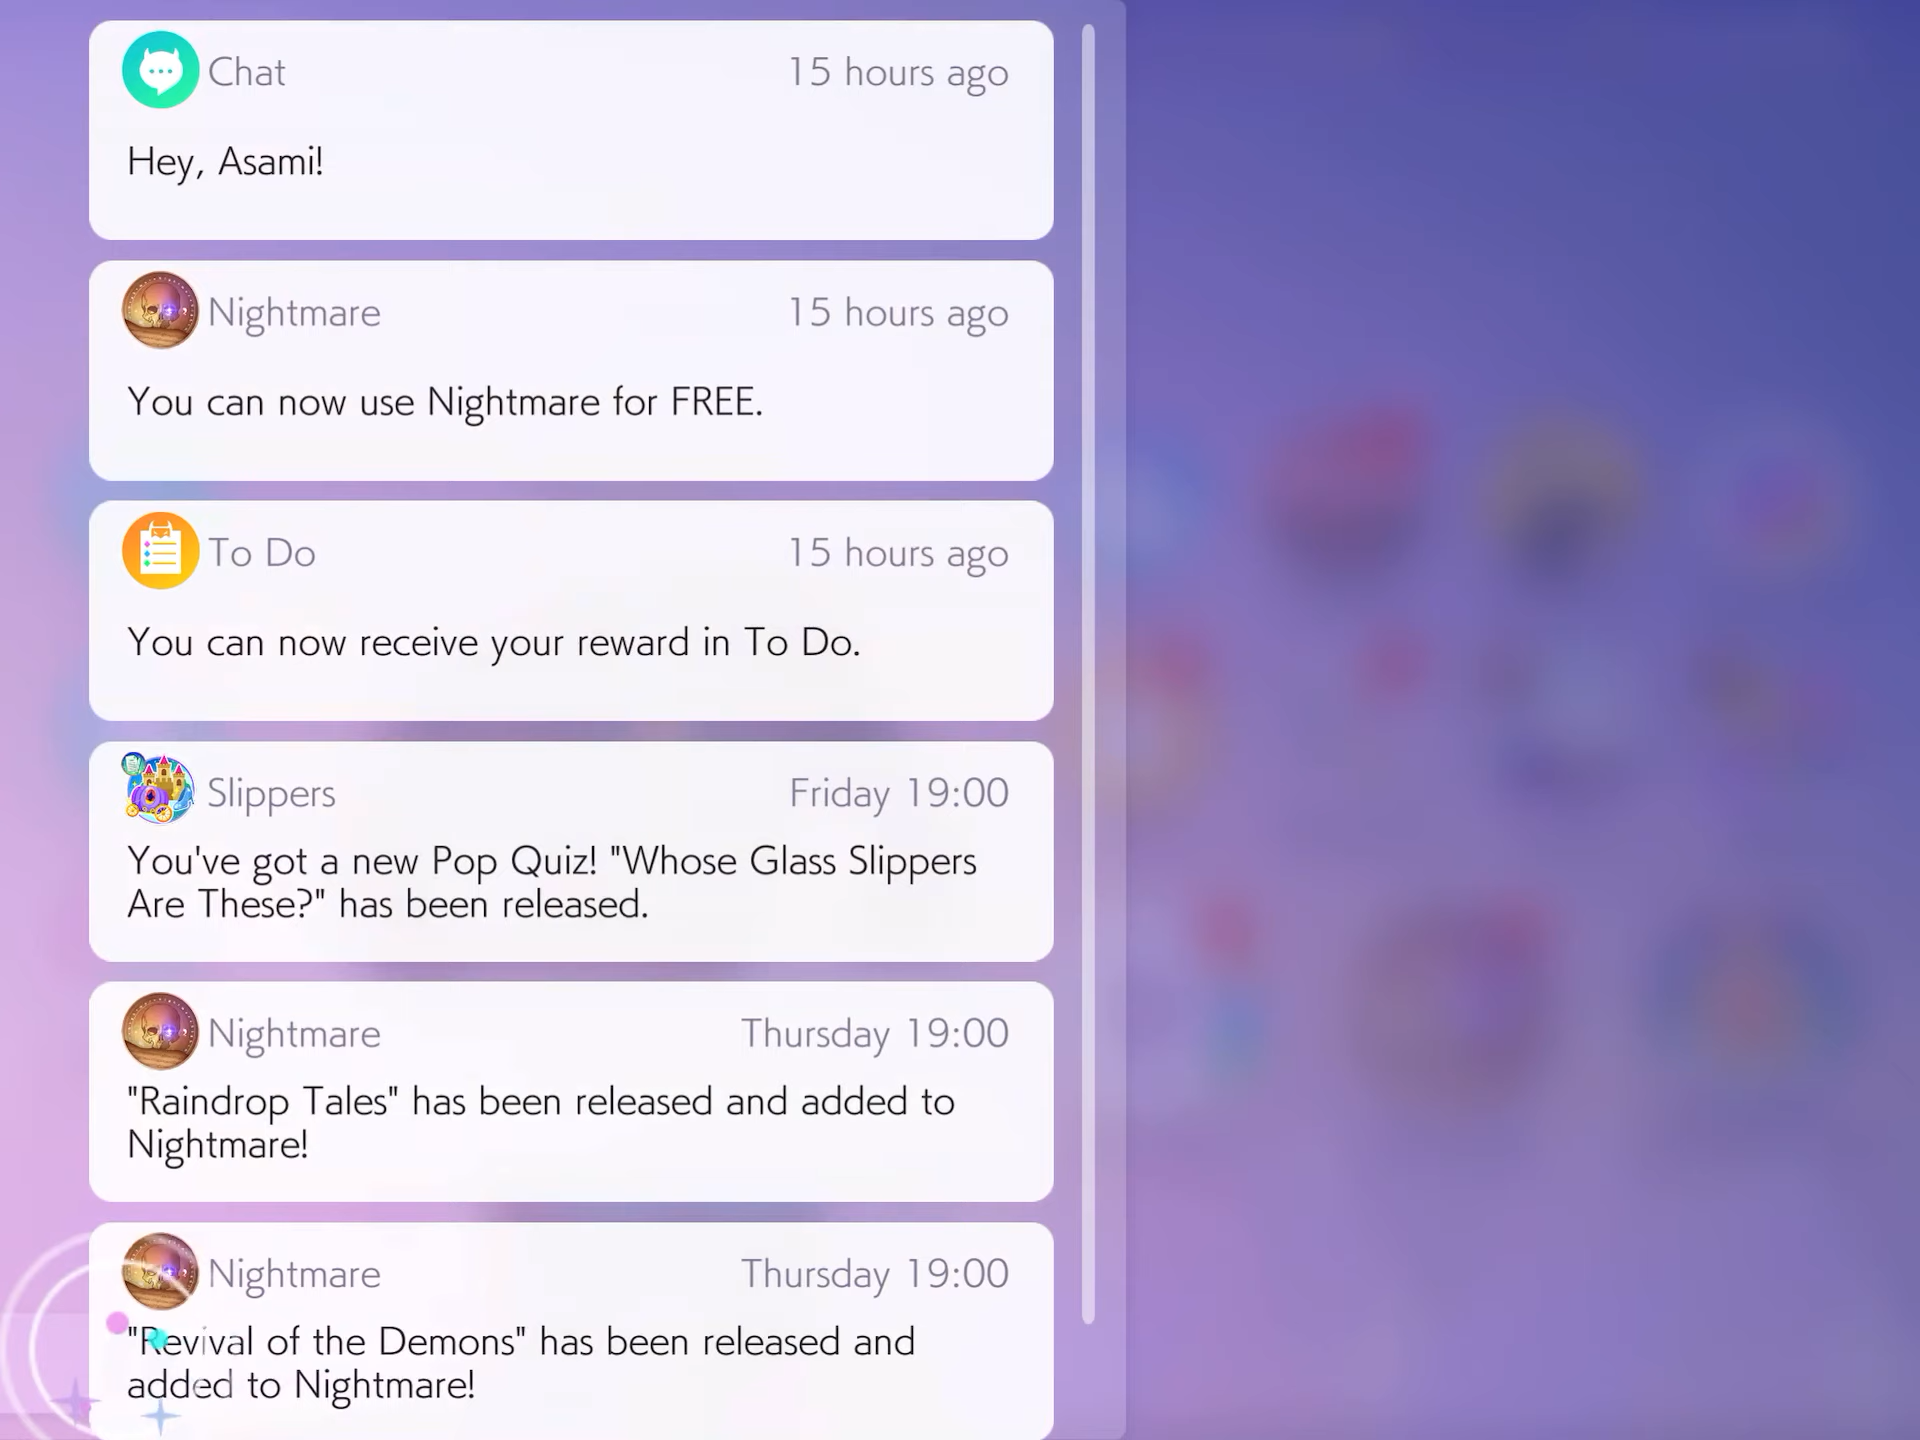 Chat
15 hours ago
Hey, Asami!
Nightmare
15 hours ago
You can now use Nightmare for FREE.
To Do
15 hours ago
You can now receive your reward in To Do.
Slippers
Friday 19:00
You've got a new Pop Quiz! "Whose Glass Slippers
Are These?" has been released.
Nightmare
Thursday 19:00
"Raindrop Tales" has been released and added to
Nightmare!
Nightmare
Thursday 19:00
"Revival of the Demons" has been released and
added to Nightmare!